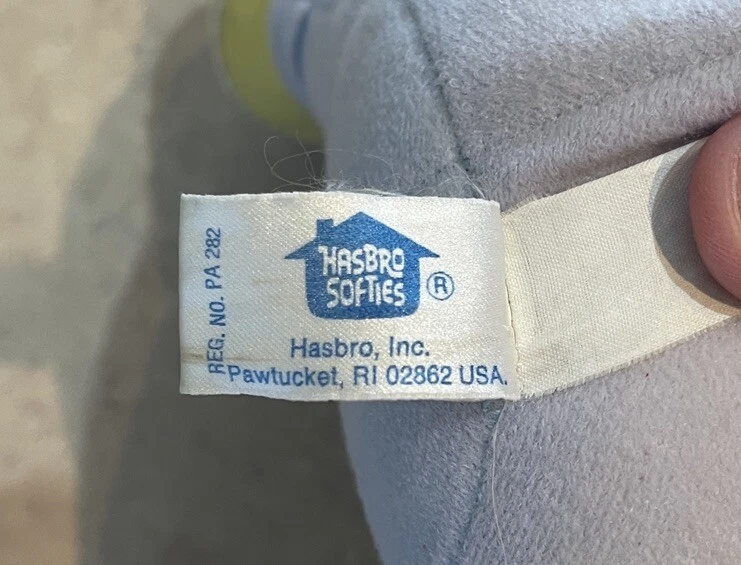 HASBRO
SOFTIES
®
Hasbro, Inc.
Pawtucket, RI 02862 USA.
REG. NO. PA 282